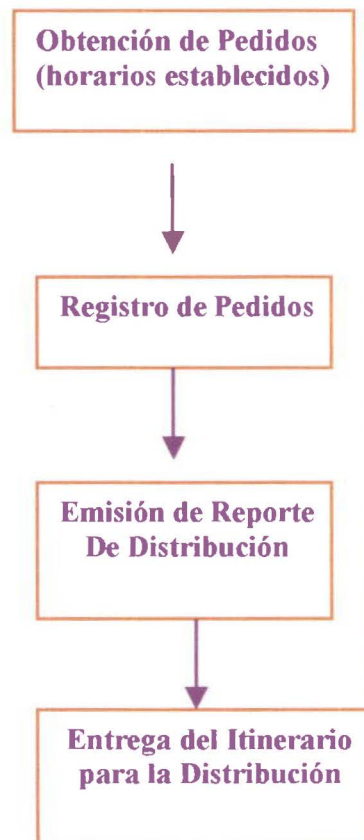 Obtención de Pedidos
(horarios establecidos)
Registro de Pedidos
Emisión de Reporte
De Distribución
Entrega del Itinerario
para la Distribución